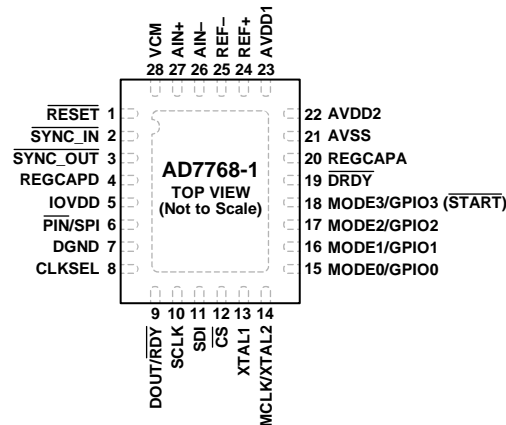 VCM
AIN+
AIN–
REF–
REF+
AVDD1
28 27 26 25 24 23
RESET 1
SYNC_IN 2
SYNC_OUT 3
REGCAPD 4
IOVDD 5
PIN/SPI 6
DGND 7
CLKSEL 8
AD7768-1
TOP VIEW
(Not to Scale)
22 AVDD2
21 AVSS
20 REGCAPA
19 DRDY
18 MODE3/GPIO3 (START)
17 MODE2/GPIO2
16 MODE1/GPIO1
15 MODE0/GPIO0
9 10 11 12 13 14
DOUT/RDY
SCLK
SDI
CS
XTAL1
MCLK/XTAL2